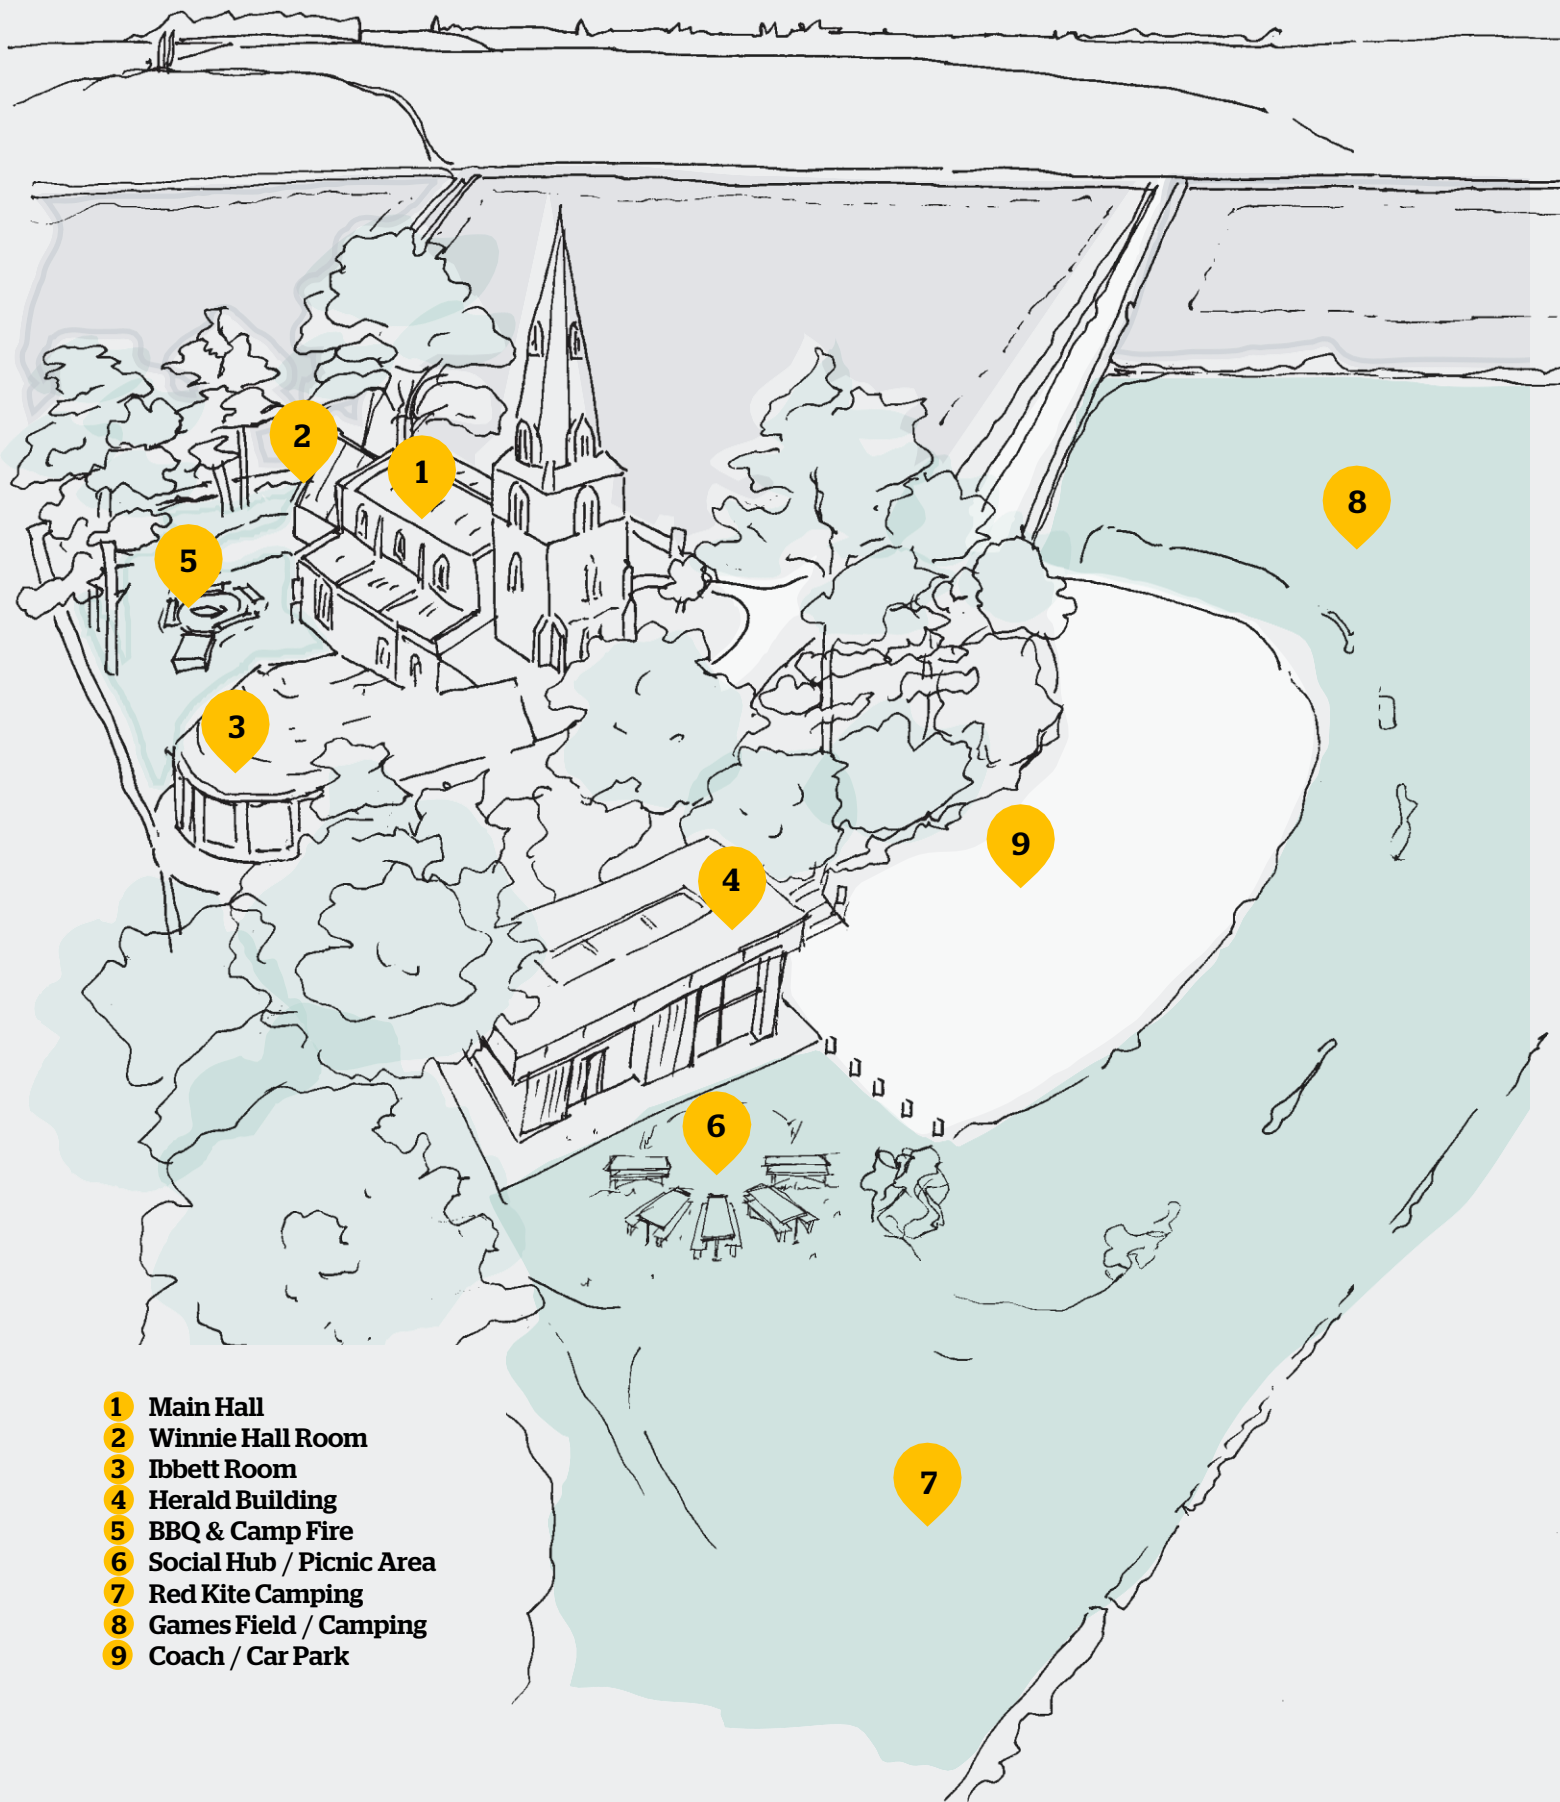 2
1
8
5
3
9
4
6
7
1 Main Hall
2 Winnie Hall Room
3 Ibbett Room
4 Herald Building
5 BBQ & Camp Fire
6 Social Hub / Picnic Area
7 Red Kite Camping
8 Games Field / Camping
9 Coach / Car Park